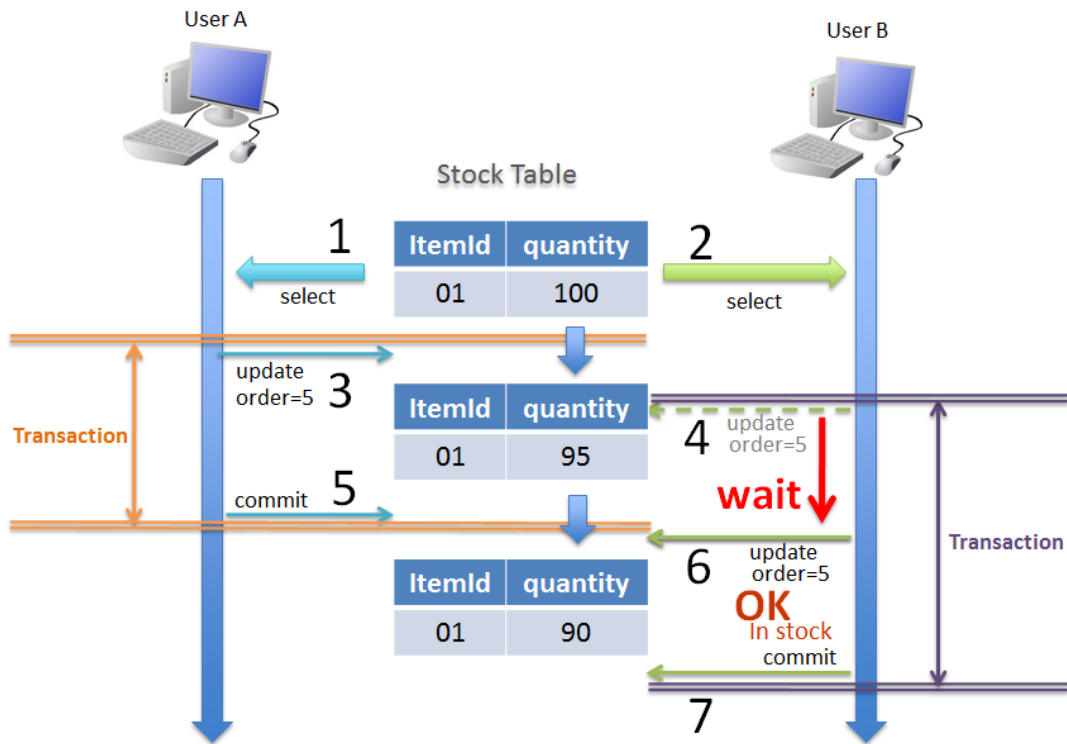 User A
User B
Stock Table
1
ItemId quantity
01 100
select
2
select
update
order=5
3
Transaction
ItemId quantity
01 95
4
update
order=5
wait
commit
5
Transaction
6
update
order=5
OK
In stock
ItemId quantity
01 90
commit
7